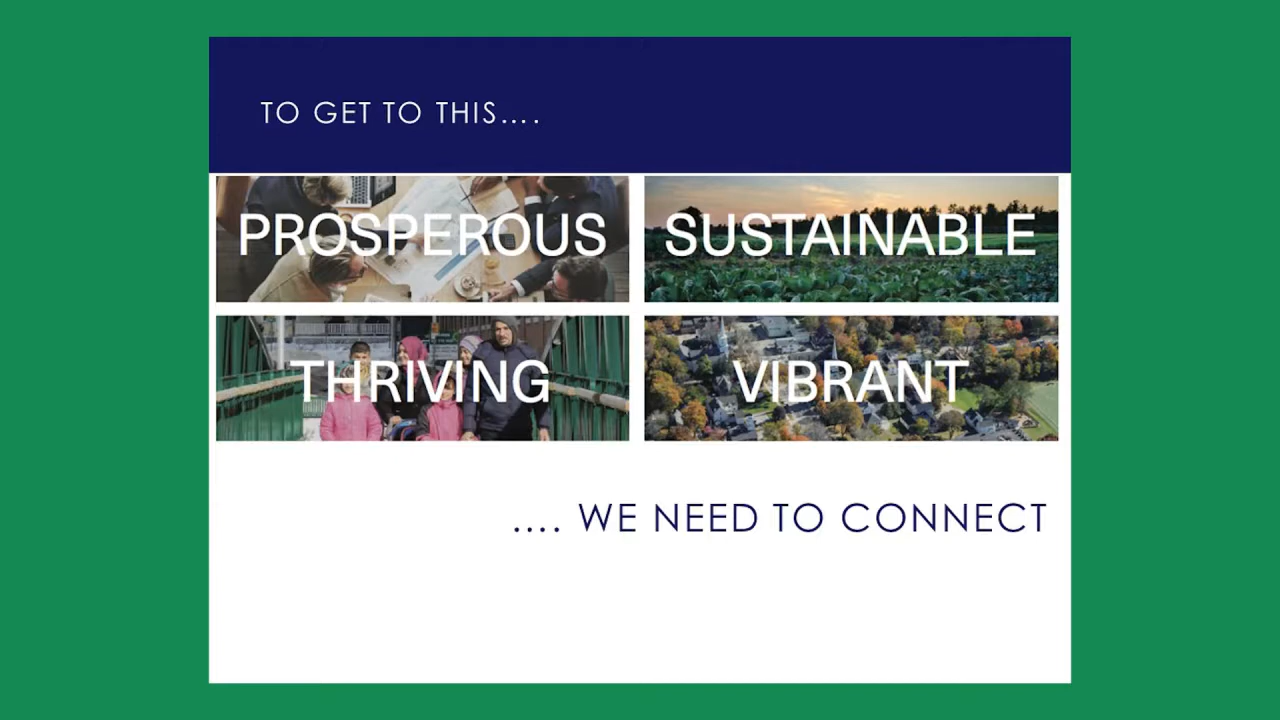 TO GET TO THIS....
PROSPEROUS
SUSTAINABLE
THRIVING
VIBRANT
.... WE NEED TO CONNECT